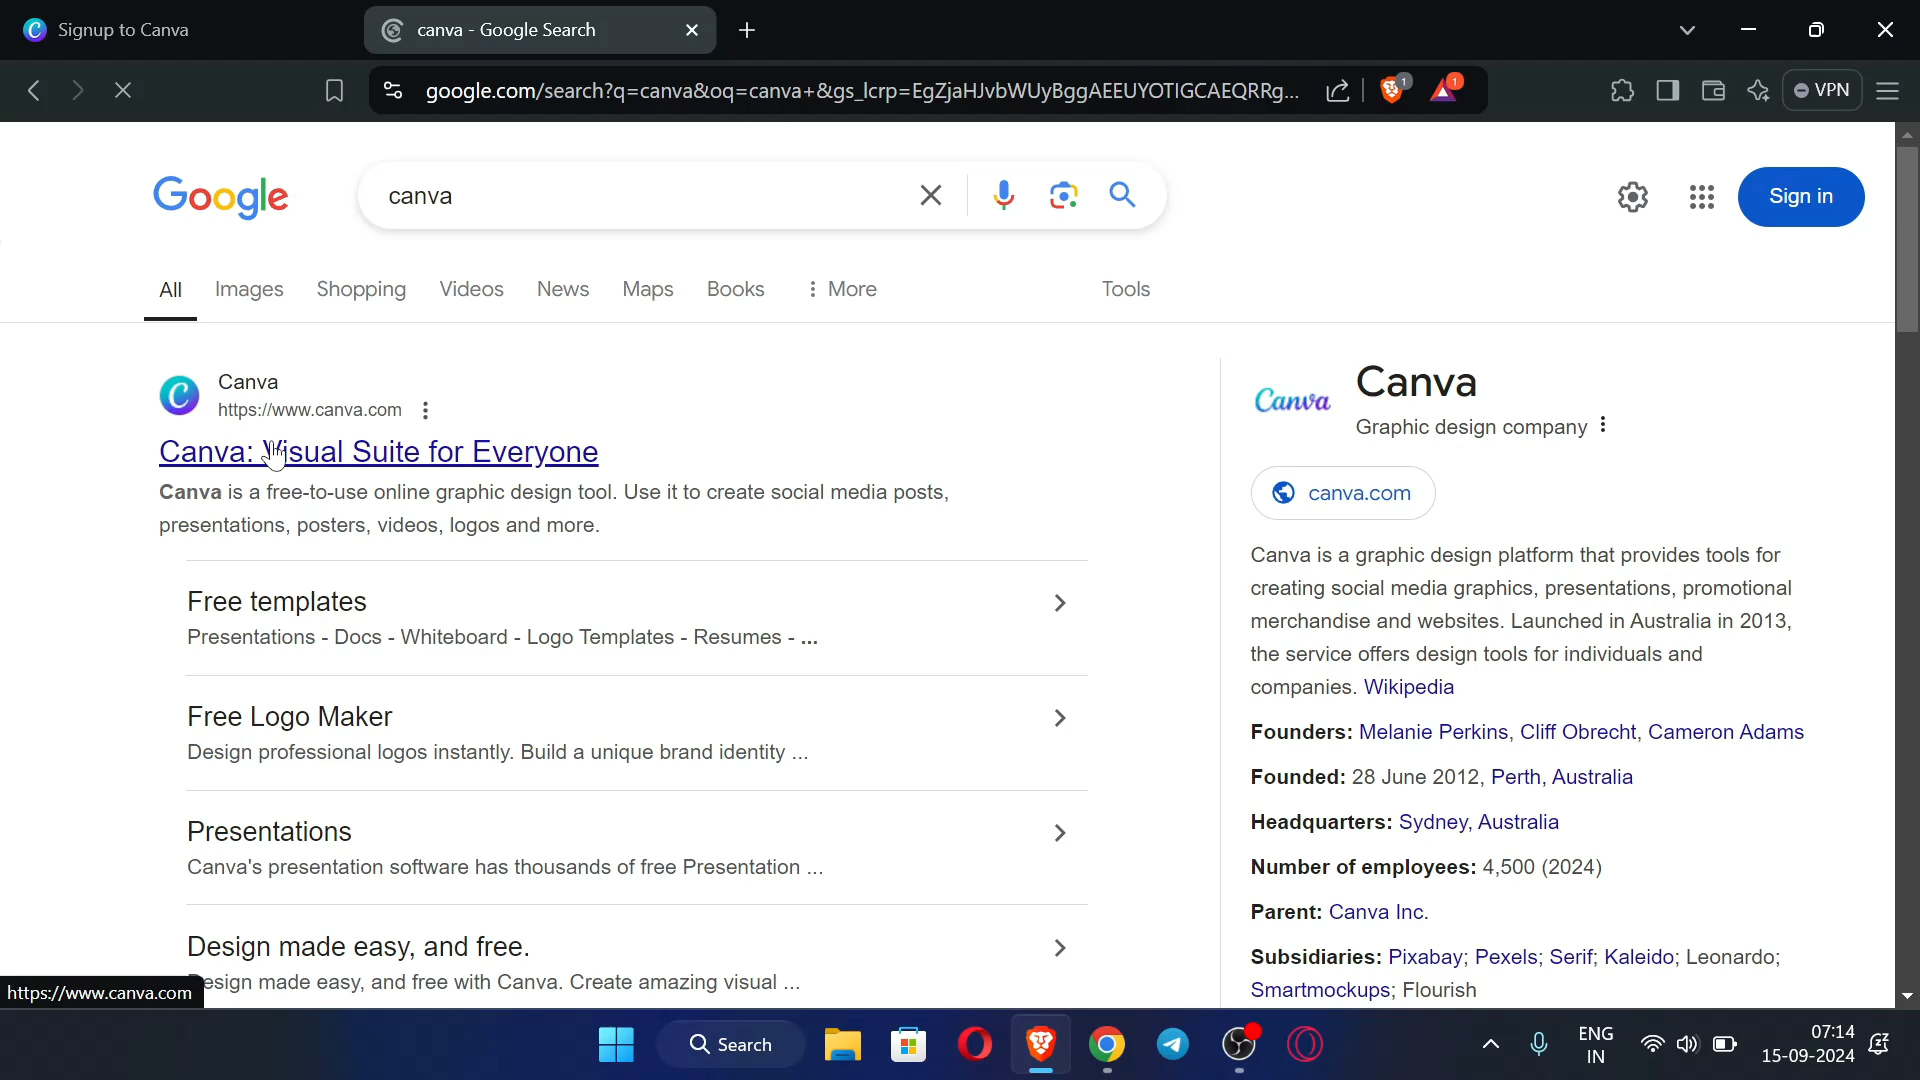 Signup to Canva
canva - Google Search
google.com/search?q=canva&oq=canva+&gs_lcrp=EgZjaHJvbWUyBggAEEUYOTIGCAEQRRg...
1
1
VPN
Google
canva
Sign in
All
Images
Shopping
Videos
News
Maps
Books
More
Tools
Canva
https://www.canva.com
Canva: Visual Suite for Everyone
Canva is a free-to-use online graphic design tool. Use it to create social media posts,
presentations, posters, videos, logos and more.
Free templates
Presentations - Docs - Whiteboard - Logo Templates - Resumes - ...
Free Logo Maker
Design professional logos instantly. Build a unique brand identity ...
Presentations
Canva's presentation software has thousands of free Presentation ...
Design made easy, and free.
Design made easy, and free with Canva. Create amazing visual ...
https://www.canva.com
Canva
Canva
Graphic design company
canva.com
Canva is a graphic design platform that provides tools for
creating social media graphics, presentations, promotional
merchandise and websites. Launched in Australia in 2013,
the service offers design tools for individuals and
companies. Wikipedia
Founders: Melanie Perkins, Cliff Obrecht, Cameron Adams
Founded: 28 June 2012, Perth, Australia
Headquarters: Sydney, Australia
Number of employees: 4,500 (2024)
Parent: Canva Inc.
Subsidiaries: Pixabay; Pexels; Serif; Kaleido; Leonardo;
Smartmockups; Flourish
Search
ENG
IN
07:14
15-09-2024